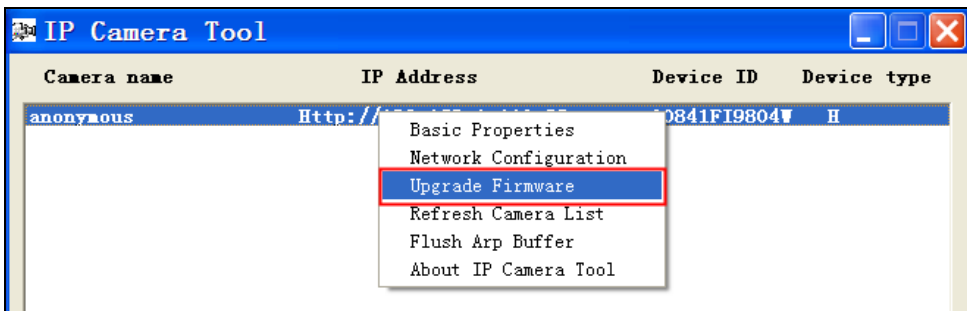 IP Camera Tool
Camera name IP Address Device ID Device type
anonymous Http:// 0841FI9804W H
Basic Properties
Network Configuration
Upgrade Firmware
Refresh Camera List
Flush Arp Buffer
About IP Camera Tool